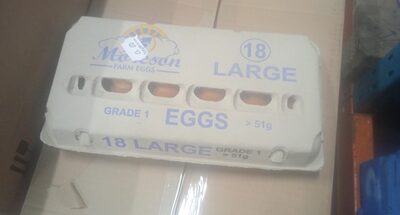 FARM EGGS
18
LARGE
GRADE 1 EGGS > 51g
18 LARGE GRADE 1 > 51g